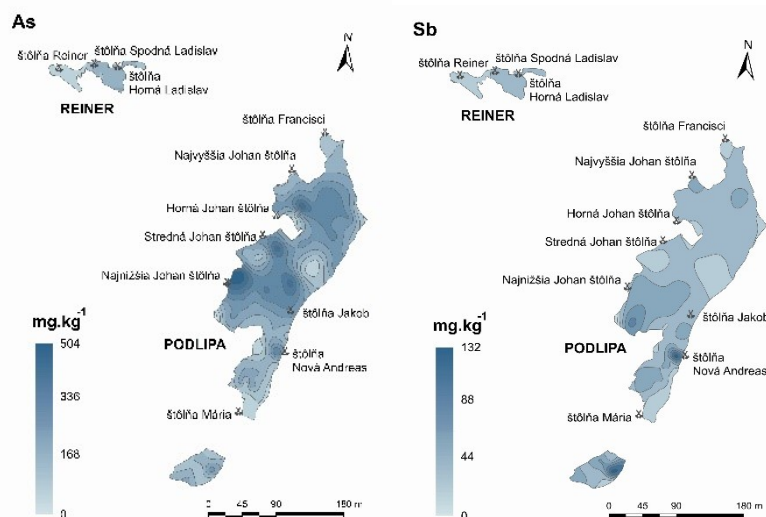 As
štôlňa Reiner
štôlňa Spodná Ladislav
štôlňa
Horná Ladislav
REINER
N
štôlňa Francisci
Najvyššia Johan štôlňa
Horná Johan štôlňa
Stredná Johan štôlňa
Najnižšia Johan štôlňa
mg.kg-1
504
336
168
0
štôlňa Jakob
PODLIPA
štôlňa
Nová Andreas
štôlňa Mária
0 45 90 180 m
Sb
štôlňa Reiner
štôlňa Spodná Ladislav
štôlňa
Horná Ladislav
REINER
N
štôlňa Francisci
Najvyššia Johan štôlňa
Horná Johan štôlňa
Stredná Johan štôlňa
Najnižšia Johan štôlňa
mg.kg-1
132
88
44
0
štôlňa Jakob
PODLIPA
štôlňa
Nová Andreas
štôlňa Mária
0 45 90 180 m